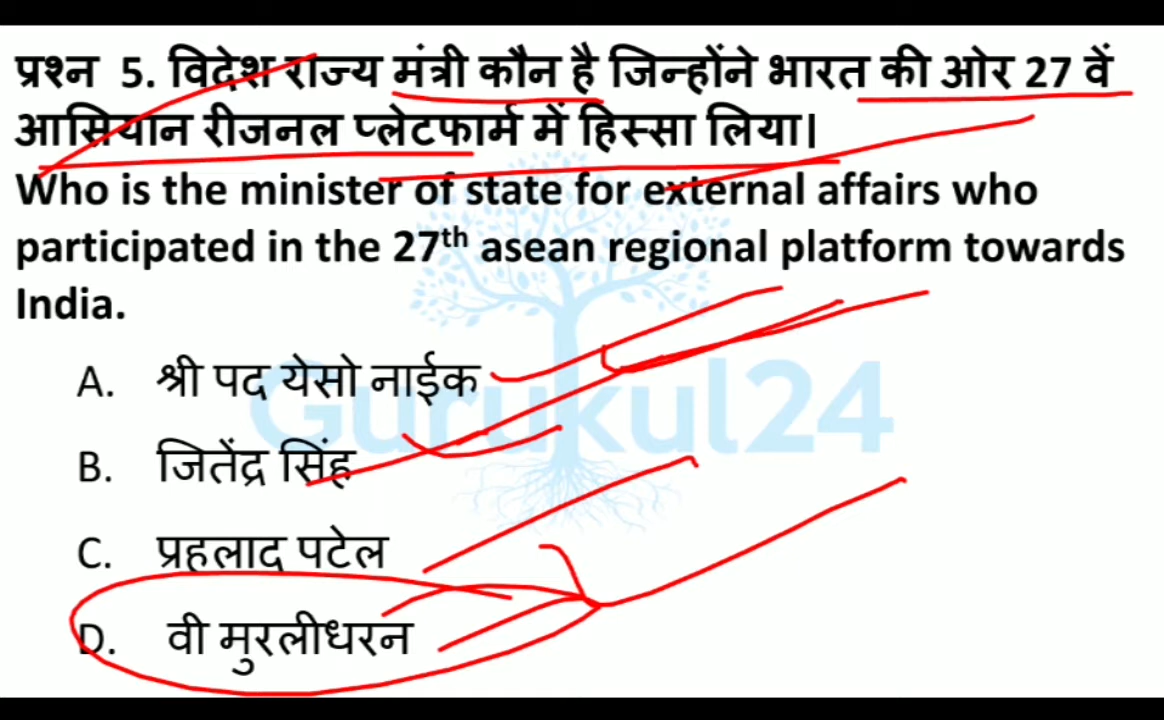 प्रश्न 5. विदेश राज्य मंत्री कौन है जिन्होंने भारत की ओर 27 वें
आसियान रीजनल प्लेटफार्म में हिस्सा लिया।
Who is the minister of state for external affairs who
participated in the 27th asean regional platform towards
India.
A. श्री पद येसो नाईक
B. जितेंद्र सिंह
C. प्रहलाद पटेल
D. वी मुरलीधरन
Gurukul24